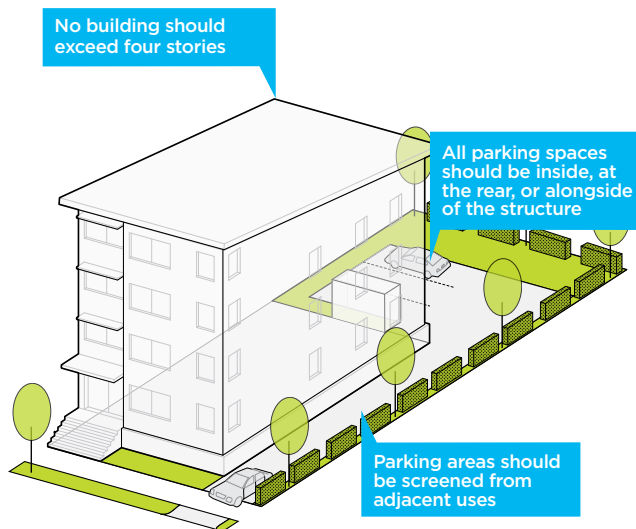 No building should
exceed four stories
All parking spaces
should be inside, at
the rear, or alongside
of the structure
Parking areas should
be screened from
adjacent uses